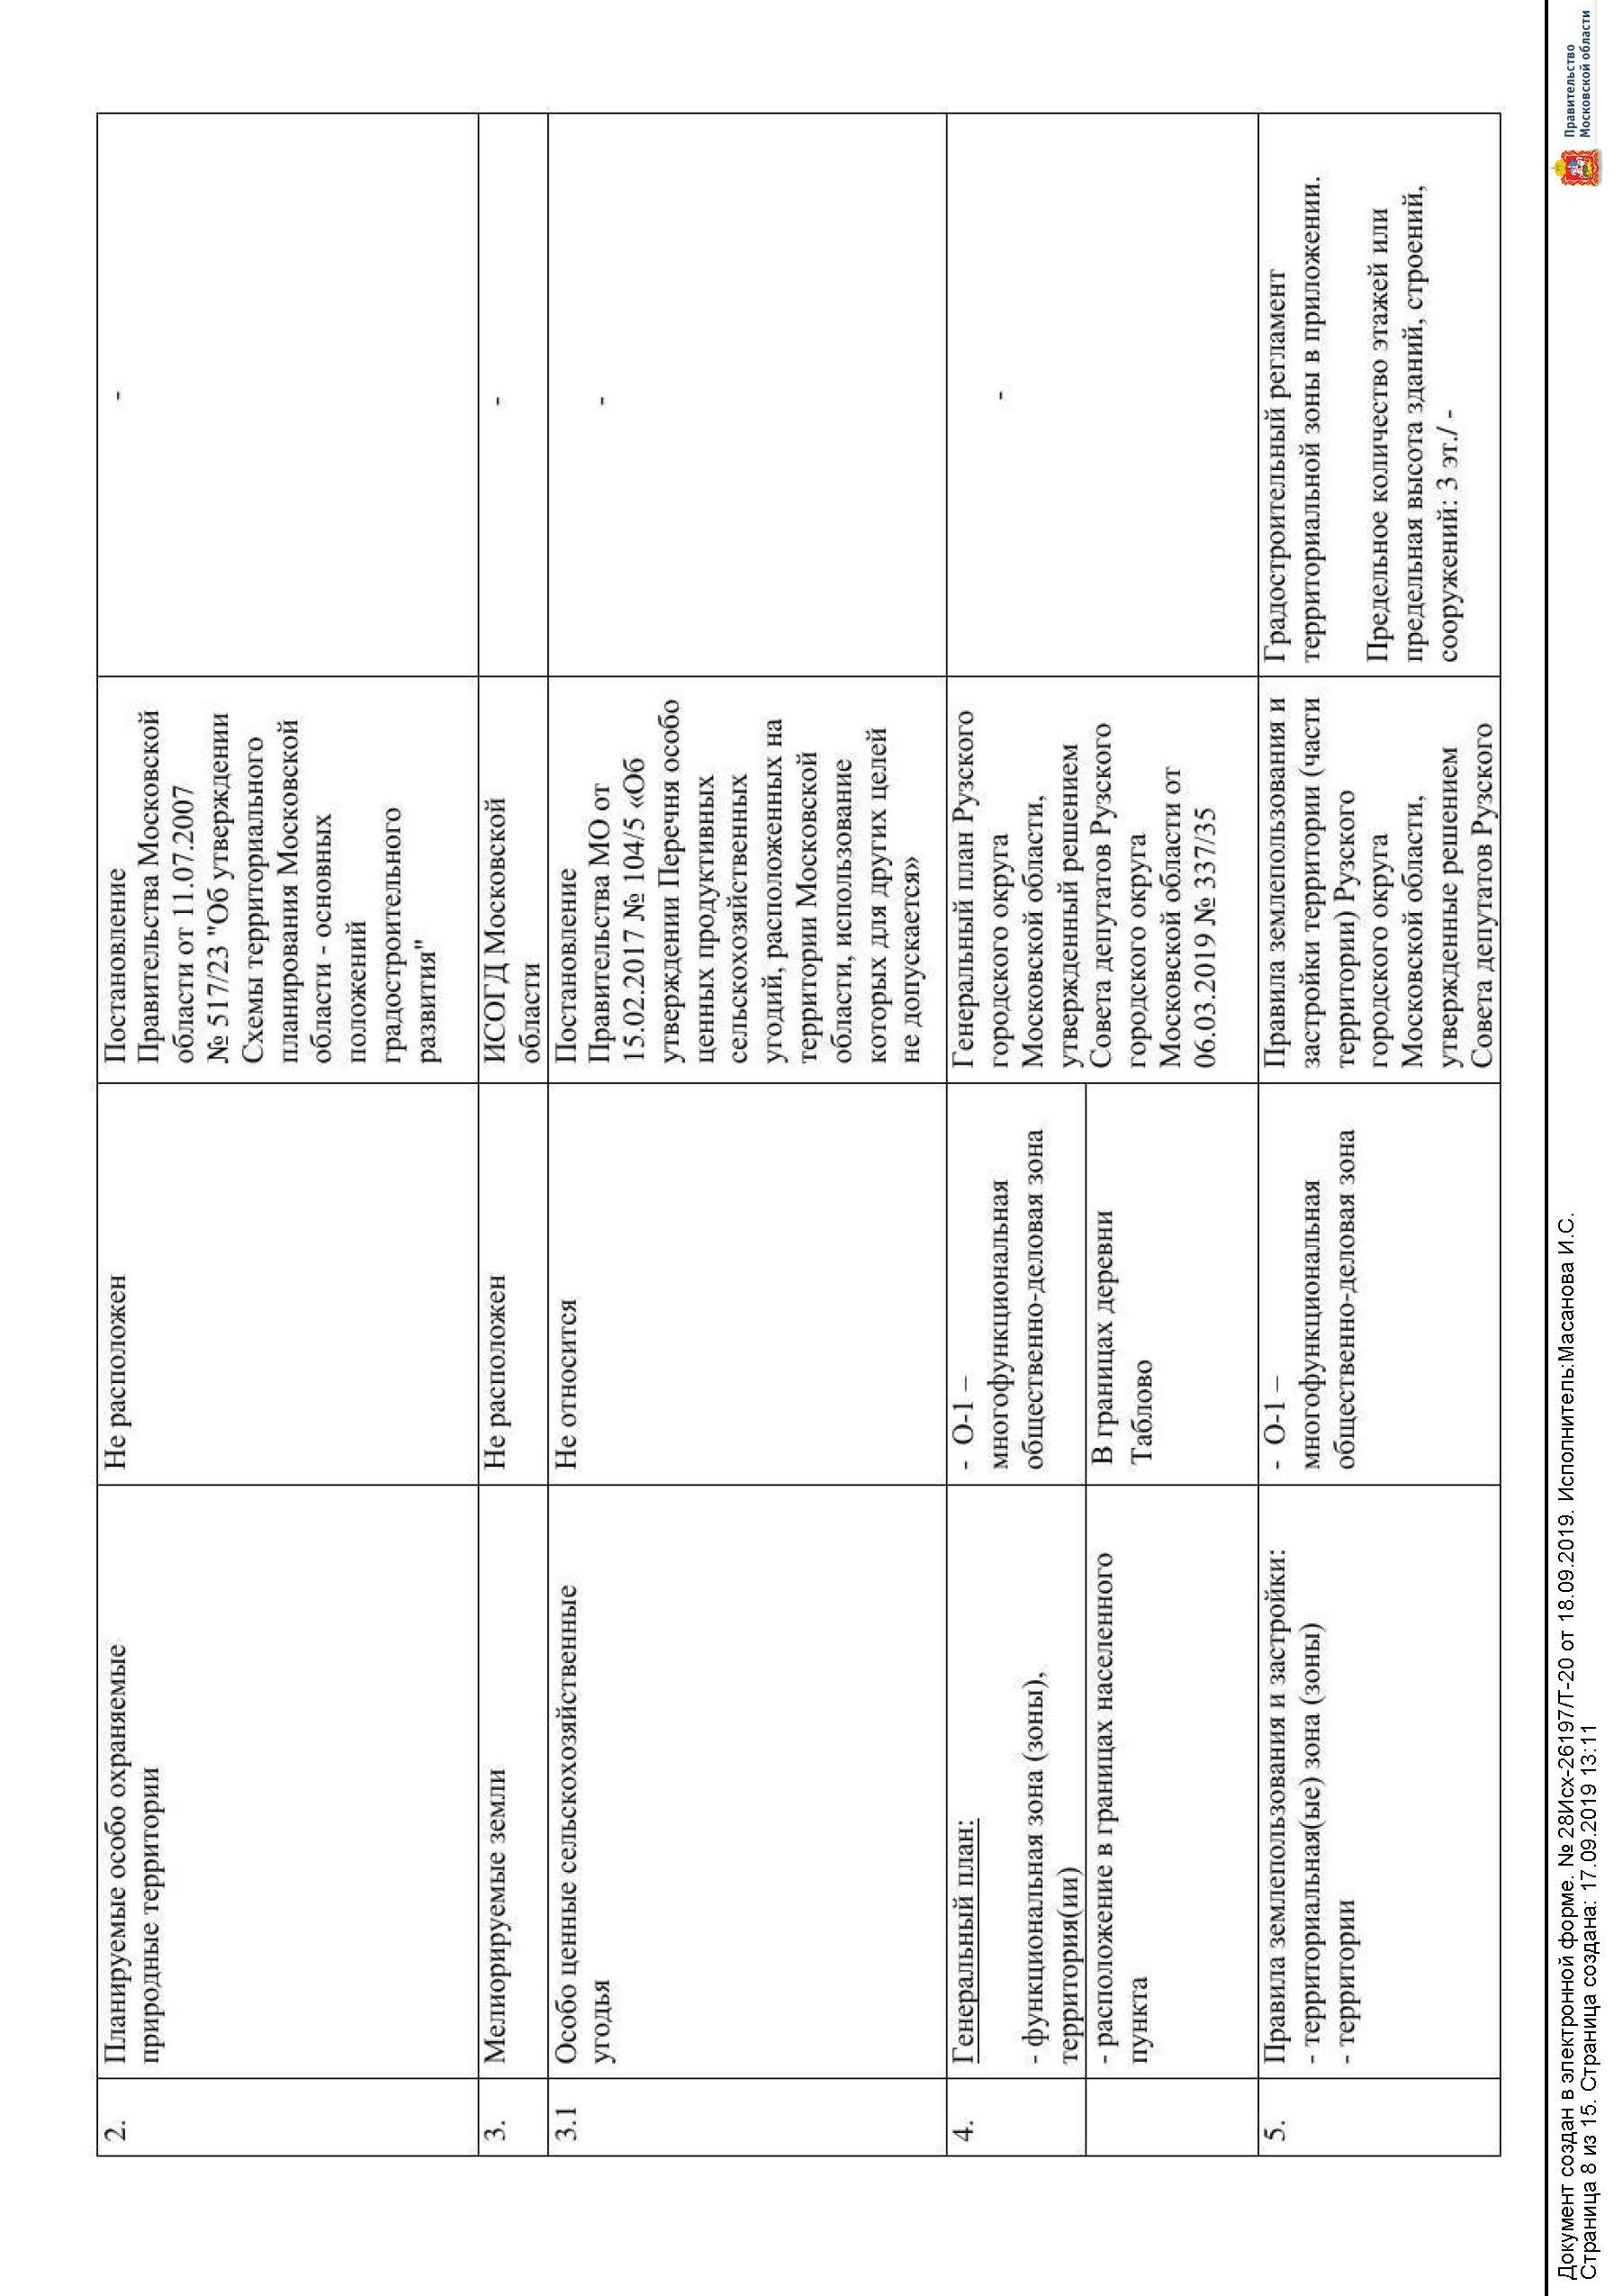 2.
Планируемые особо охраняемые
природные территории
Не расположен
Постановление
Правительства Московской
области от 11.07.2007
№ 517/23 "Об утверждении
Схемы территориального
планирования Московской
области - основных
положений
градостроительного
развития"
-
3.
Мелиорируемые земли
Не расположен
ИСОГД Московской
области
-
3.1
Особо ценные сельскохозяйственные
угодья
Не относится
Постановление
Правительства МО от
15.02.2017 № 104/5 «Об
утверждении Перечня особо
ценных продуктивных
сельскохозяйственных
угодий, расположенных на
территории Московской
области, использование
которых для других целей
не допускается»
-
4.
Генеральный план:
- функциональная зона (зоны),
территория(ии)
- О-1 –
многофункциональная
общественно-деловая зона
Генеральный план Рузского
городского округа
Московской области,
утвержденный решением
Совета депутатов Рузского
городского округа
Московской области от
06.03.2019 № 337/35
-
- расположение в границах населенного
пункта
В границах деревни
Таблово
5.
Правила землепользования и застройки:
- территориальная(ые) зона (зоны)
- территории
- О-1 –
многофункциональная
общественно-деловая зона
Правила землепользования и
застройки территории (части
территории) Рузского
городского округа
Московской области,
утвержденные решением
Совета депутатов Рузского
Градостроительный регламент
территориальной зоны в приложении.
Предельное количество этажей или
предельная высота зданий, строений,
сооружений: 3 эт./ -
Документ создан в электронной форме. № 28Исх-26197/Т-20 от 18.09.2019. Исполнитель:Масанова И.С.
Страница 8 из 15. Страница создана: 17.09.2019 13:11
Правительство
Московской области